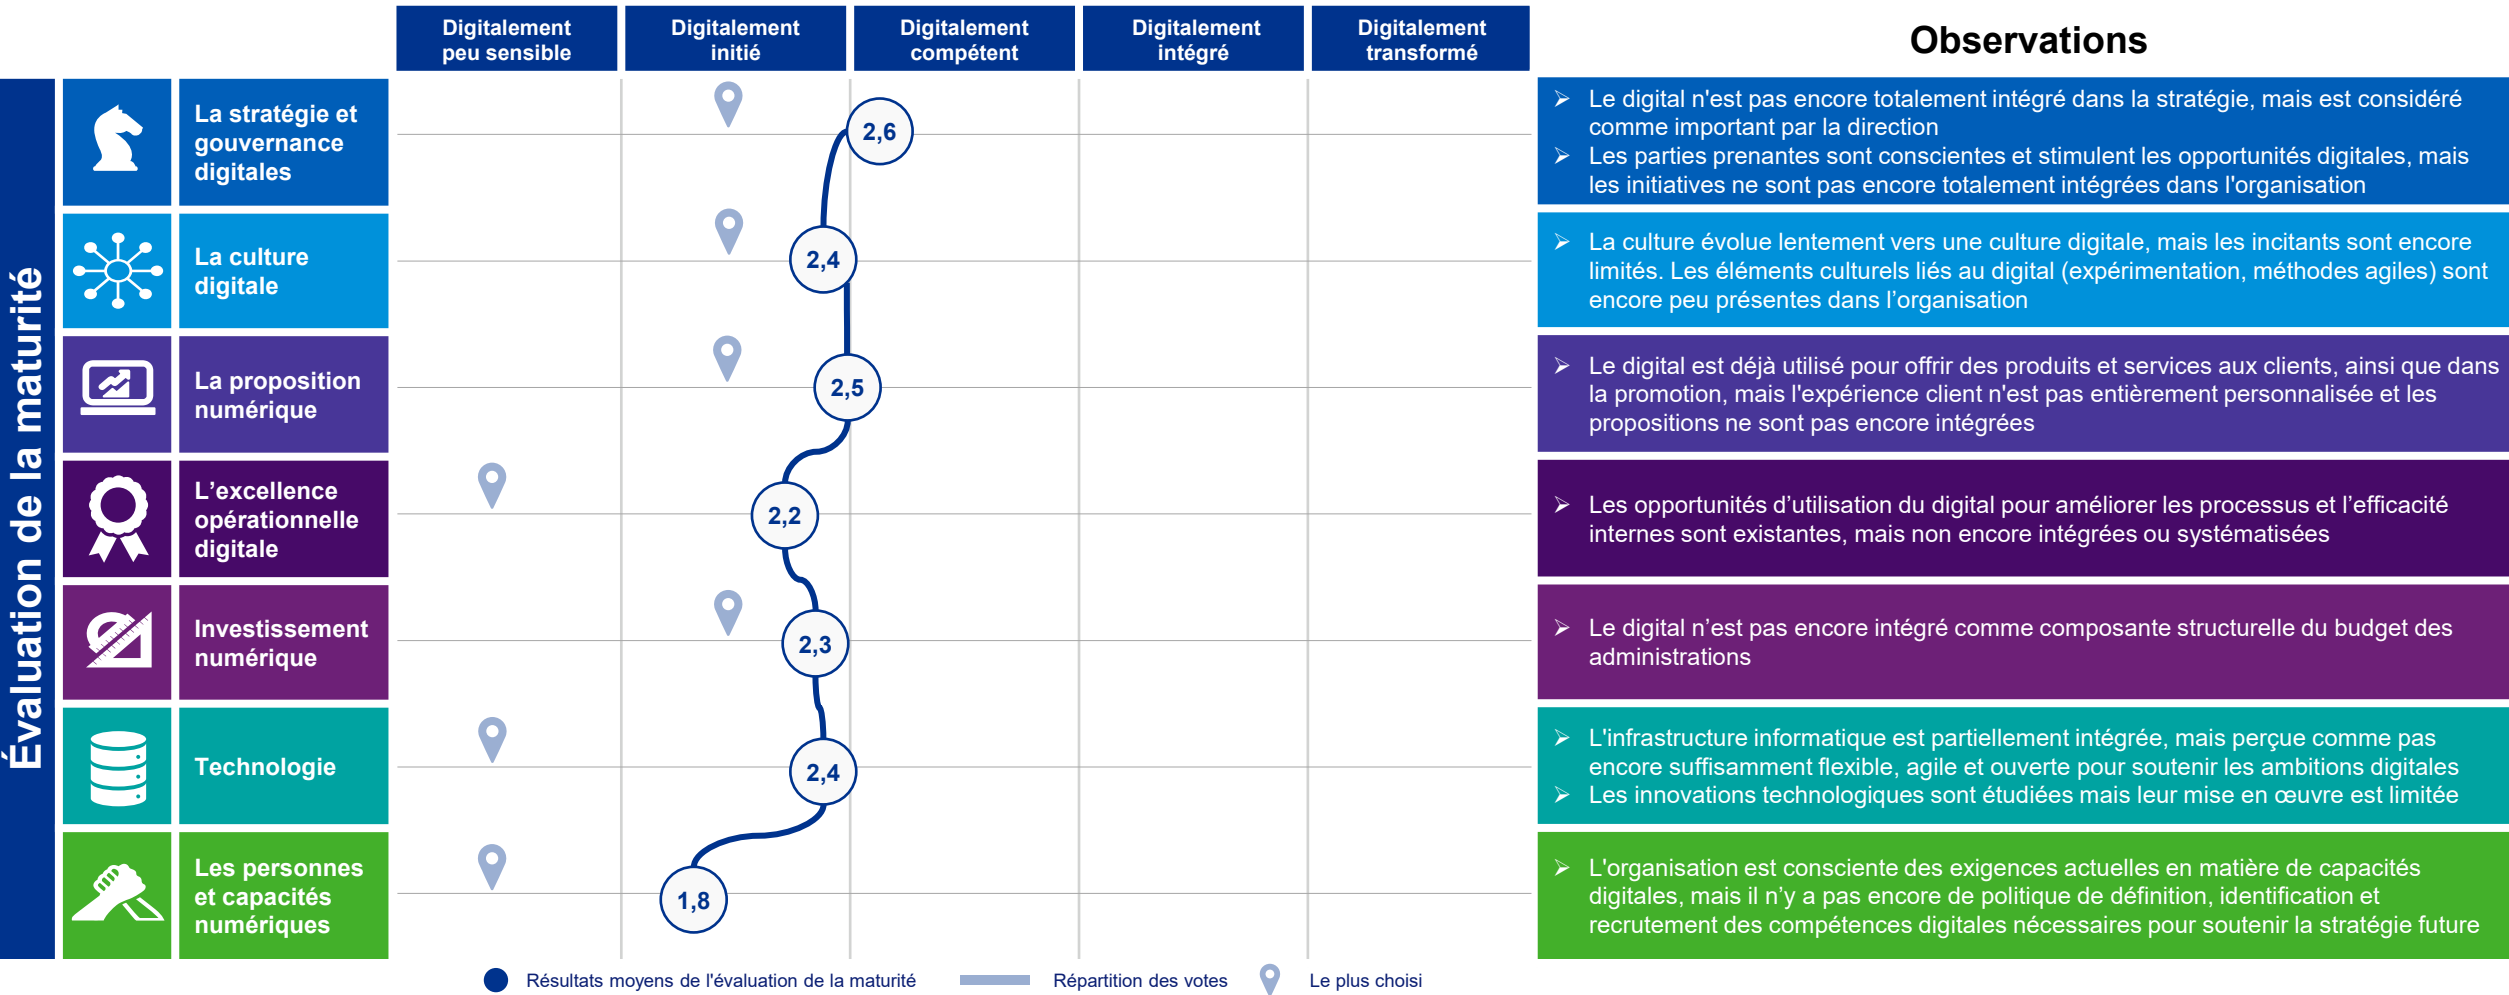 Digitalement
peu sensible
Digitalement
initié
Digitalement
compétent
Digitalement
intégré
Digitalement
transformé
Observations
Évaluation de la maturité
La stratégie et
gouvernance
digitales
2,6
➢ Le digital n'est pas encore totalement intégré dans la stratégie, mais est considéré
comme important par la direction
➢ Les parties prenantes sont conscientes et stimulent les opportunités digitales, mais
les initiatives ne sont pas encore totalement intégrées dans l'organisation
La culture
digitale
2,4
➢ La culture évolue lentement vers une culture digitale, mais les incitants sont encore
limités. Les éléments culturels liés au digital (expérimentation, méthodes agiles) sont
encore peu présentes dans l’organisation
La proposition
numérique
2,5
➢ Le digital est déjà utilisé pour offrir des produits et services aux clients, ainsi que dans
la promotion, mais l'expérience client n'est pas entièrement personnalisée et les
propositions ne sont pas encore intégrées
L’excellence
opérationnelle
digitale
2,2
➢ Les opportunités d’utilisation du digital pour améliorer les processus et l’efficacité
internes sont existantes, mais non encore intégrées ou systématisées
Investissement
numérique
2,3
➢ Le digital n’est pas encore intégré comme composante structurelle du budget des
administrations
Technologie
2,4
➢ L'infrastructure informatique est partiellement intégrée, mais perçue comme pas
encore suffisamment flexible, agile et ouverte pour soutenir les ambitions digitales
➢ Les innovations technologiques sont étudiées mais leur mise en œuvre est limitée
Les personnes
et capacités
numériques
1,8
➢ L'organisation est consciente des exigences actuelles en matière de capacités
digitales, mais il n’y a pas encore de politique de définition, identification et
recrutement des compétences digitales nécessaires pour soutenir la stratégie future
Résultats moyens de l'évaluation de la maturité
Répartition des votes
Le plus choisi